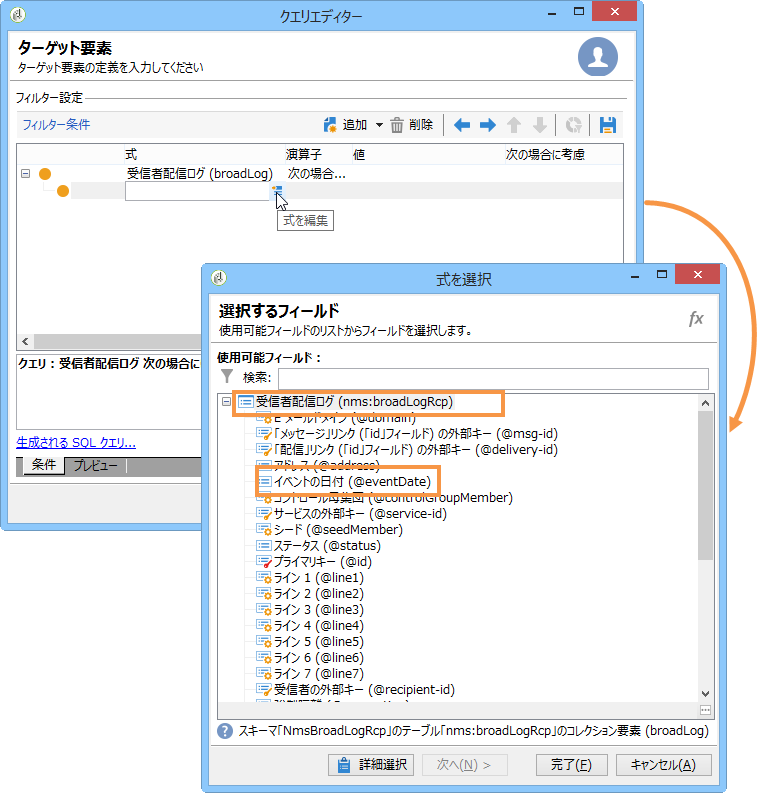 クエリエディター
ターゲット要素
ターゲット要素の定義を入力してください
フィルター設定
フィルター条件
追加
削除
式 演算子 値 次の場合に考慮
受信者配信ログ (broadLog) 次の場合...
式を編集
クエリ : 受信者配信ログ 次の場合に
生成される SQL クエリ...
条件 プレビュー
式を選択
選択するフィールド
使用可能フィールドのリストからフィールドを選択します。
fx
使用可能フィールド :
検索:
受信者配信ログ (nms:broadLogRcp)
E メールドメイン (@domain)
「メッセージ」リンク (「id」フィールド) の外部キー (@msg-id)
「配信」リンク (「id」フィールド) の外部キー (@delivery-id)
アドレス (@address)
イベントの日付 (@eventDate)
コントロール母集団 (@controlGroupMember)
サービスの外部キー (@service-id)
シード (@seedMember)
ステータス (@status)
プライマリキー (@id)
ライン 1 (@line1)
ライン 2 (@line2)
ライン 3 (@line3)
ライン 4 (@line4)
ライン 5 (@line5)
ライン 6 (@line6)
ライン 7 (@line7)
受信者の外部キー (@recipient-id)
スキーマ「NmsBroadLogRcp」のテーブル「nms:broadLogRcp」のコレクション要素 (broadLog)
詳細選択 次へ(N) > 完了(F) キャンセル(A)